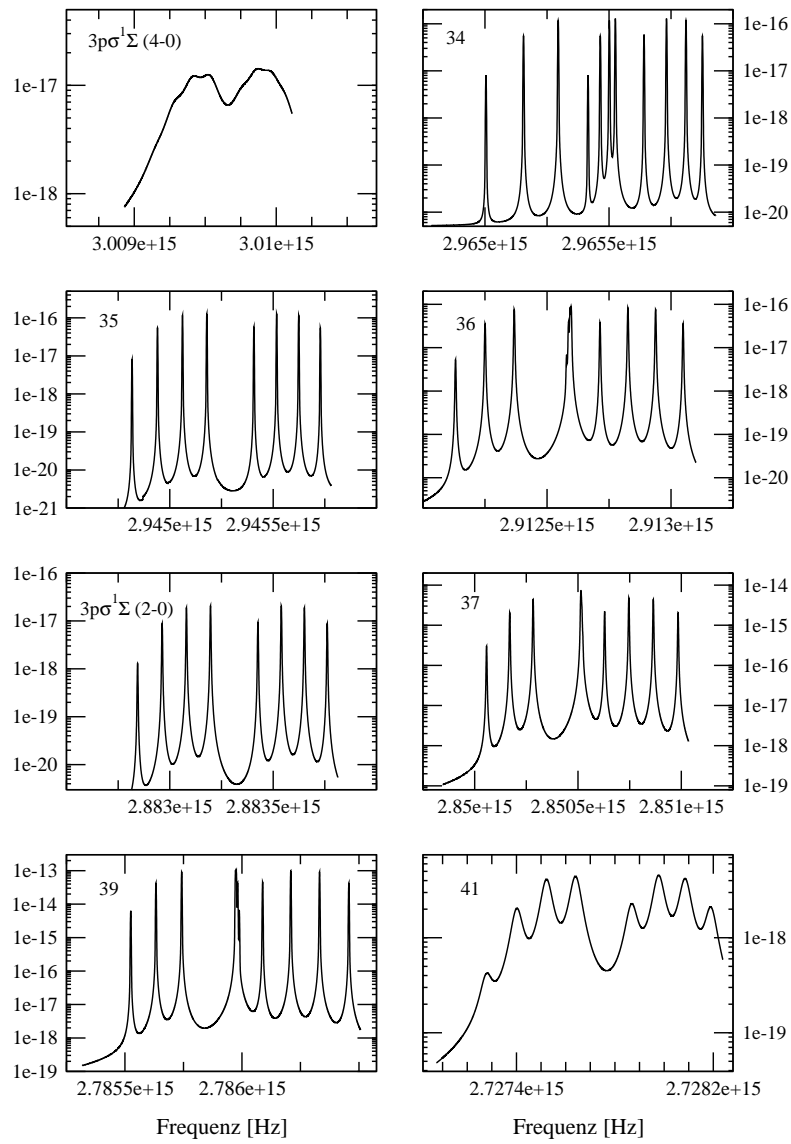 3pσ¹Σ (4-0)
1e-17
1e-18
3.009e+15 3.01e+15
34
1e-16
1e-17
1e-18
1e-19
1e-20
2.965e+15 2.9655e+15
35
1e-16
1e-17
1e-18
1e-19
1e-20
1e-21
2.945e+15 2.9455e+15
36
1e-16
1e-17
1e-18
1e-19
1e-20
2.9125e+15 2.913e+15
3pσ¹Σ (2-0)
1e-16
1e-17
1e-18
1e-19
1e-20
2.883e+15 2.8835e+15
37
1e-14
1e-15
1e-16
1e-17
1e-18
1e-19
2.85e+15 2.8505e+15 2.851e+15
39
1e-13
1e-14
1e-15
1e-16
1e-17
1e-18
1e-19
2.7855e+15 2.786e+15
Frequenz [Hz]
41
1e-18
1e-19
2.7274e+15 2.7282e+15
Frequenz [Hz]